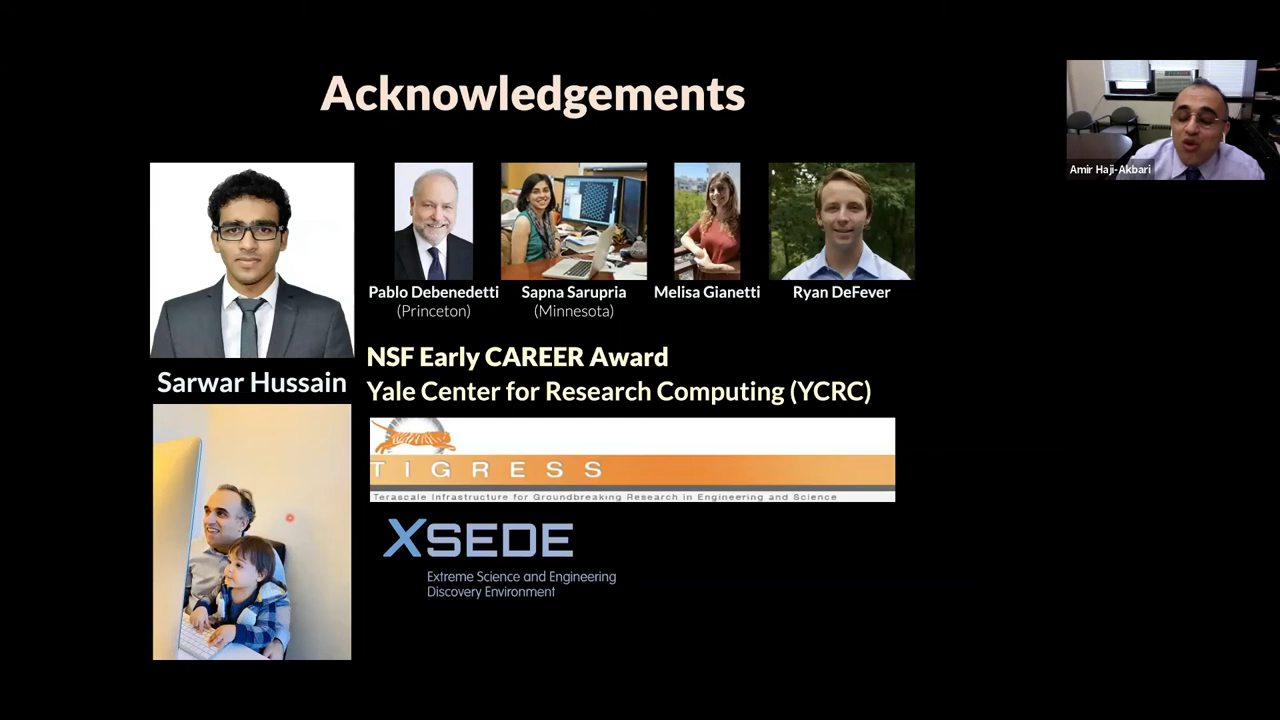 Acknowledgements
Amir Haji-Akbari
Pablo Debenedetti
(Princeton)
Sapna Sarupria
(Minnesota)
Melisa Gianetti
Ryan DeFever
Sarwar Hussain
NSF Early CAREER Award
Yale Center for Research Computing (YCRC)
TIGRESS
Terascale Infrastructure for Groundbreaking Research in Engineering and Science
XSEDE
Extreme Science and Engineering
Discovery Environment